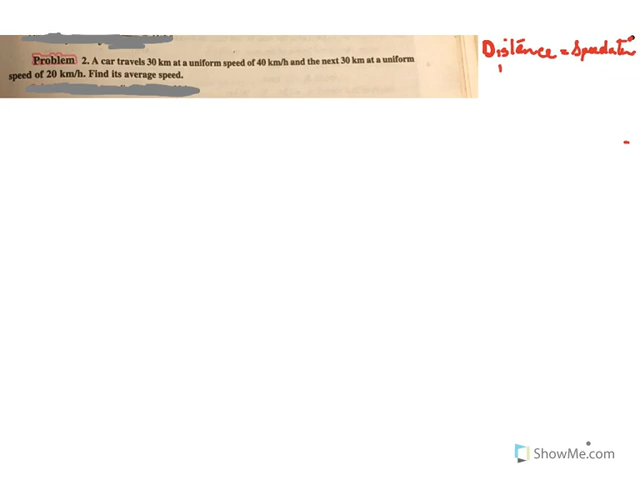 Problem 2. A car travels 30 km at a uniform speed of 40 km/h and the next 30 km at a uniform
speed of 20 km/h. Find its average speed.
Distance = Speed
ShowMe.com